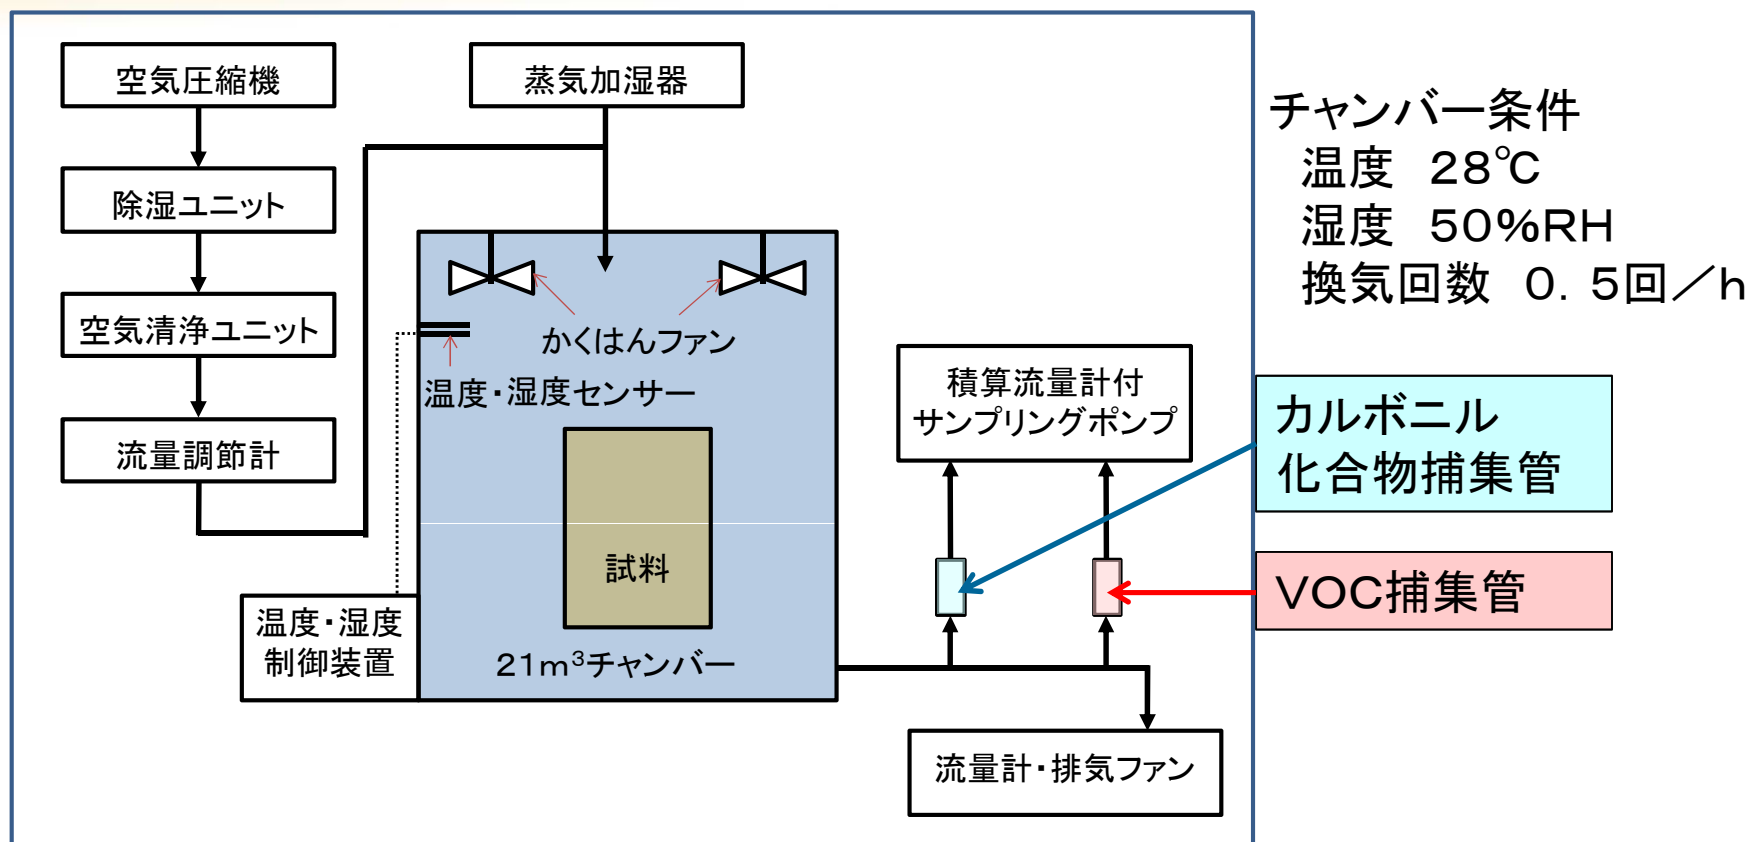 空気圧縮機
蒸気加湿器
除湿ユニット
空気清浄ユニット
流量調節計
かくはんファン
温度・湿度センサー
試料
21m³チャンバー
温度・湿度
制御装置
積算流量計付
サンプリングポンプ
流量計・排気ファン
チャンバー条件
温度 28℃
湿度 50%RH
換気回数 0.5回／h
カルボニル
化合物捕集管
VOC捕集管